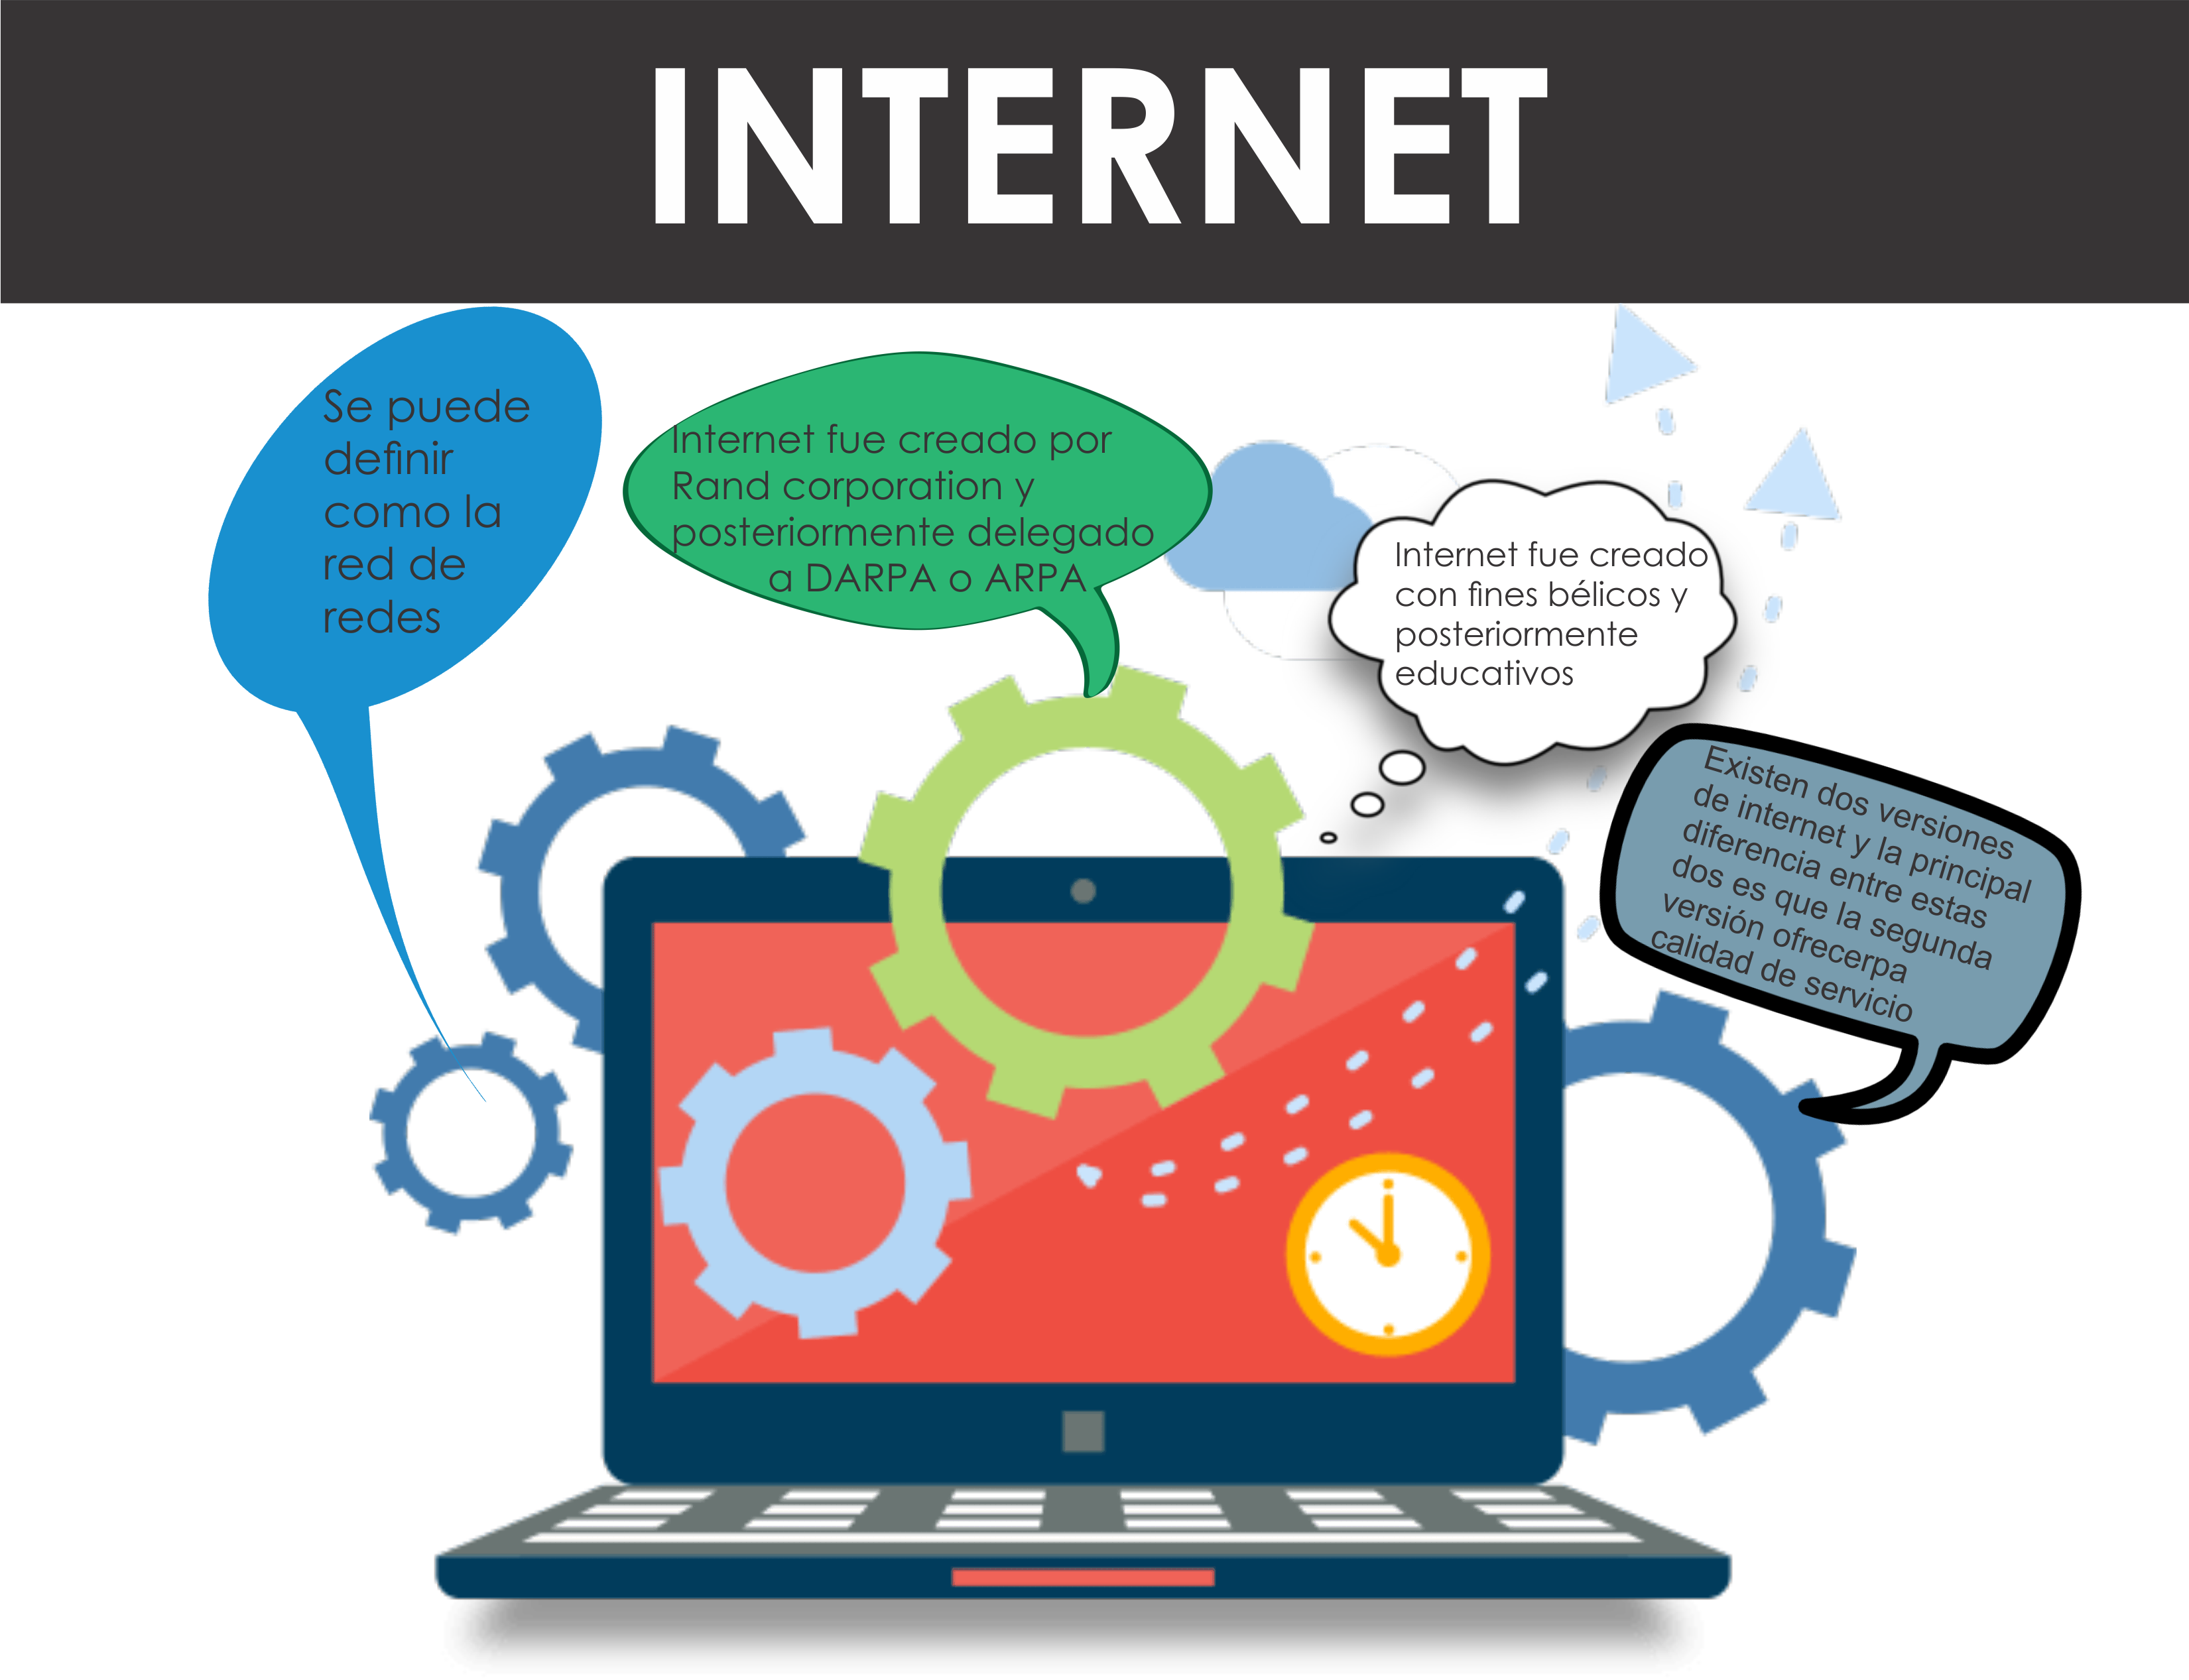 INTERNET
Se puede
definir
como la
red de
redes
Internet fue creado por
Rand corporation y
posteriormente delegado
a DARPA o ARPA
Internet fue creado
con fines bélicos y
posteriormente
educativos
Existen dos versiones
de internet y la principal
diferencia entre estas
dos es que la segunda
versión ofrecerpa
calidad de servicio